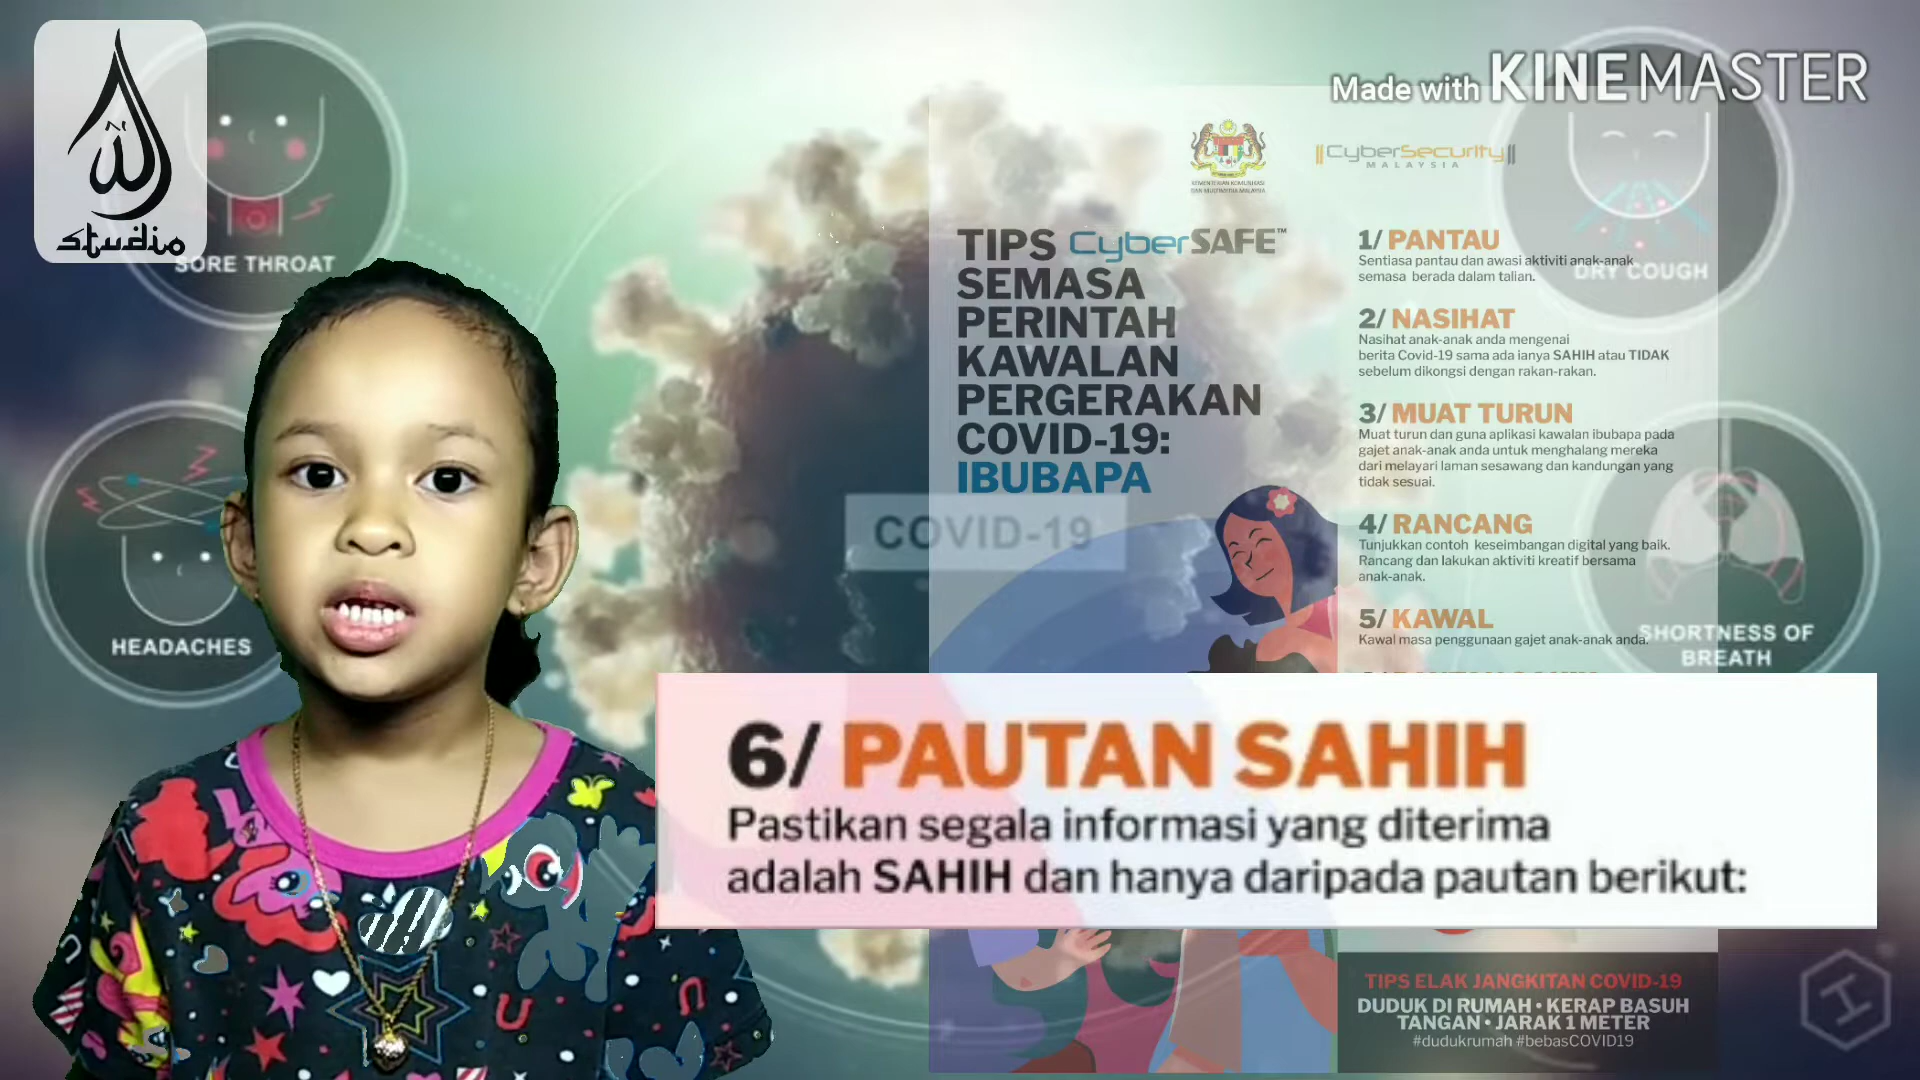 studio
Made with KINEMASTER
SORE THROAT
HEADACHES
COVID-19
DRY COUGH
SHORTNESS OF
BREATH
KEMENTERIAN KOMUNIKASI
DAN MULTIMEDIA MALAYSIA
CyberSecurity
MALAYSIA
TIPS CyberSAFE™
SEMASA
PERINTAH
KAWALAN
PERGERAKAN
COVID-19:
IBUBAPA
1/ PANTAU
Sentiasa pantau dan awasi aktiviti anak-anak
semasa berada dalam talian.
2/ NASIHAT
Nasihat anak-anak anda mengenai
berita Covid-19 sama ada ianya SAHIH atau TIDAK
sebelum dikongsi dengan rakan-rakan.
3/ MUAT TURUN
Muat turun dan guna aplikasi kawalan ibubapa pada
gajet anak-anak anda untuk menghalang mereka
dari melayari laman sesawang dan kandungan yang
tidak sesuai.
4/ RANCANG
Tunjukkan contoh keseimbangan digital yang baik.
Rancang dan lakukan aktiviti kreatif bersama
anak-anak.
5/ KAWAL
Kawal masa penggunaan gajet anak-anak anda.
6/ PAUTAN SAHIH
Pastikan segala informasi yang diterima
adalah SAHIH dan hanya daripada pautan berikut:
TIPS ELAK JANGKITAN COVID-19
DUDUK DI RUMAH • KERAP BASUH
TANGAN • JARAK 1 METER
#dudukrumah #bebasCOVID19